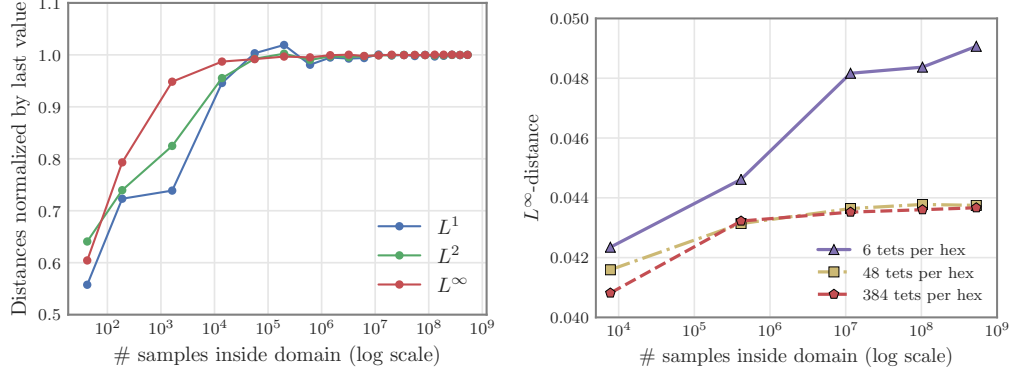 Distances normalized by last value
1.1
1.0
0.9
0.8
0.7
0.6
0.5
10² 10³ 10⁴ 10⁵ 10⁶ 10⁷ 10⁸ 10⁹
# samples inside domain (log scale)
L¹
L²
L∞
L∞-distance
0.050
0.048
0.046
0.044
0.042
0.040
10⁴ 10⁵ 10⁶ 10⁷ 10⁸ 10⁹
# samples inside domain (log scale)
6 tets per hex
48 tets per hex
384 tets per hex